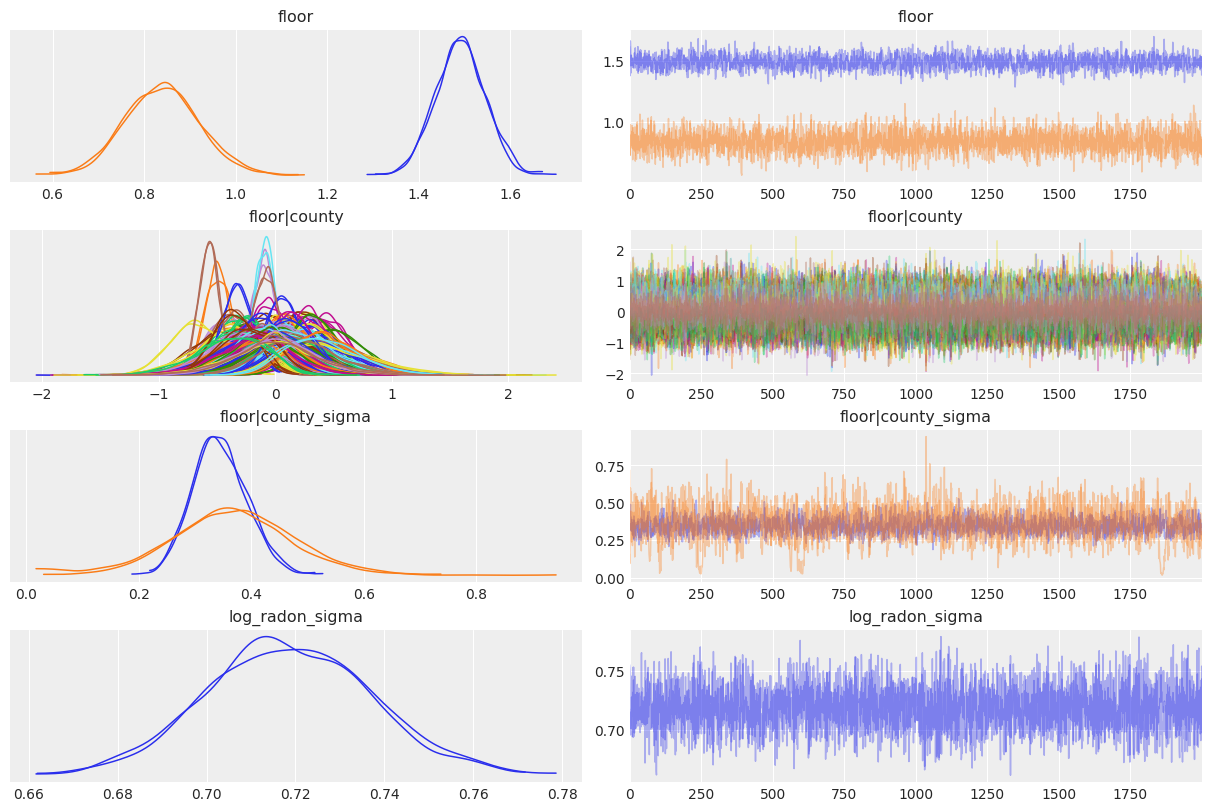 floor
0.6 0.8 1.0 1.2 1.4 1.6
floor
1.5
1.0
0 250 500 750 1000 1250 1500 1750
floor|county
−2 −1 0 1 2
floor|county
2
1
0
−1
−2
0 250 500 750 1000 1250 1500 1750
floor|county_sigma
0.0 0.2 0.4 0.6 0.8
floor|county_sigma
0.75
0.50
0.25
0.00
0 250 500 750 1000 1250 1500 1750
log_radon_sigma
0.66 0.68 0.70 0.72 0.74 0.76 0.78
log_radon_sigma
0.75
0.70
0 250 500 750 1000 1250 1500 1750